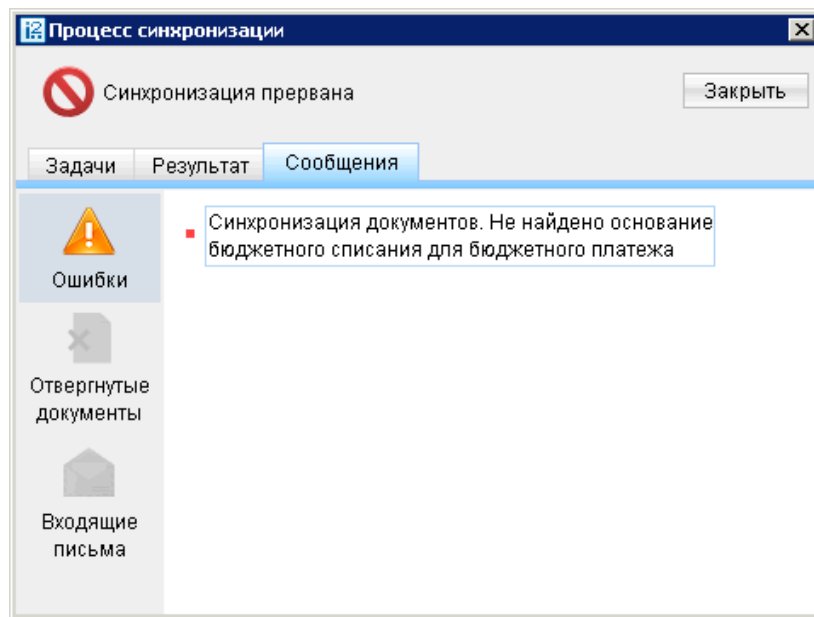 Процесс синхронизации
Синхронизация прервана
Закрыть
Задачи
Результат
Сообщения
Синхронизация документов. Не найдено основание
бюджетного списания для бюджетного платежа
Ошибки
Отвергнутые
документы
Входящие
письма